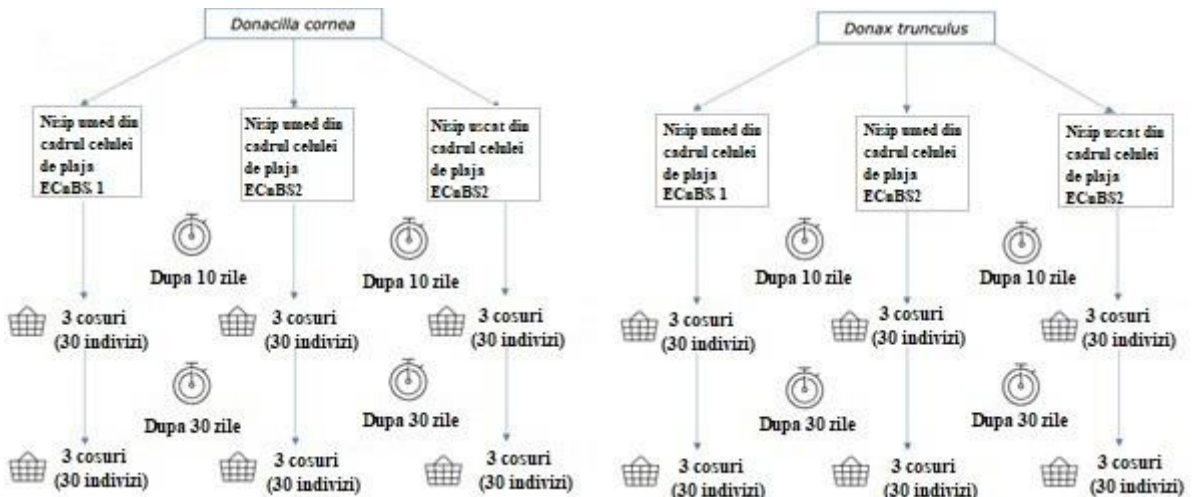 Donacilla cornea
Nisip umed din
cadrul celulei
de plaja
ECuBS 1
Nisip umed din
cadrul celulei
de plaja
ECuBS2
Nisip uscat din
cadrul celulei
de plaja
ECuBS2
Dupa 10 zile
Dupa 10 zile
3 cosuri
(30 indivizi)
3 cosuri
(30 indivizi)
3 cosuri
(30 indivizi)
Dupa 30 zile
Dupa 30 zile
3 cosuri
(30 indivizi)
3 cosuri
(30 indivizi)
3 cosuri
(30 indivizi)
Donax trunculus
Nisip umed din
cadrul celulei
de plaja
ECuBS 1
Nisip umed din
cadrul celulei
de plaja
ECuBS2
Nisip uscat din
cadrul celulei
de plaja
ECuBS2
Dupa 10 zile
Dupa 10 zile
3 cosuri
(30 indivizi)
3 cosuri
(30 indivizi)
3 cosuri
(30 indivizi)
Dupa 30 zile
Dupa 30 zile
3 cosuri
(30 indivizi)
3 cosuri
(30 indivizi)
3 cosuri
(30 indivizi)